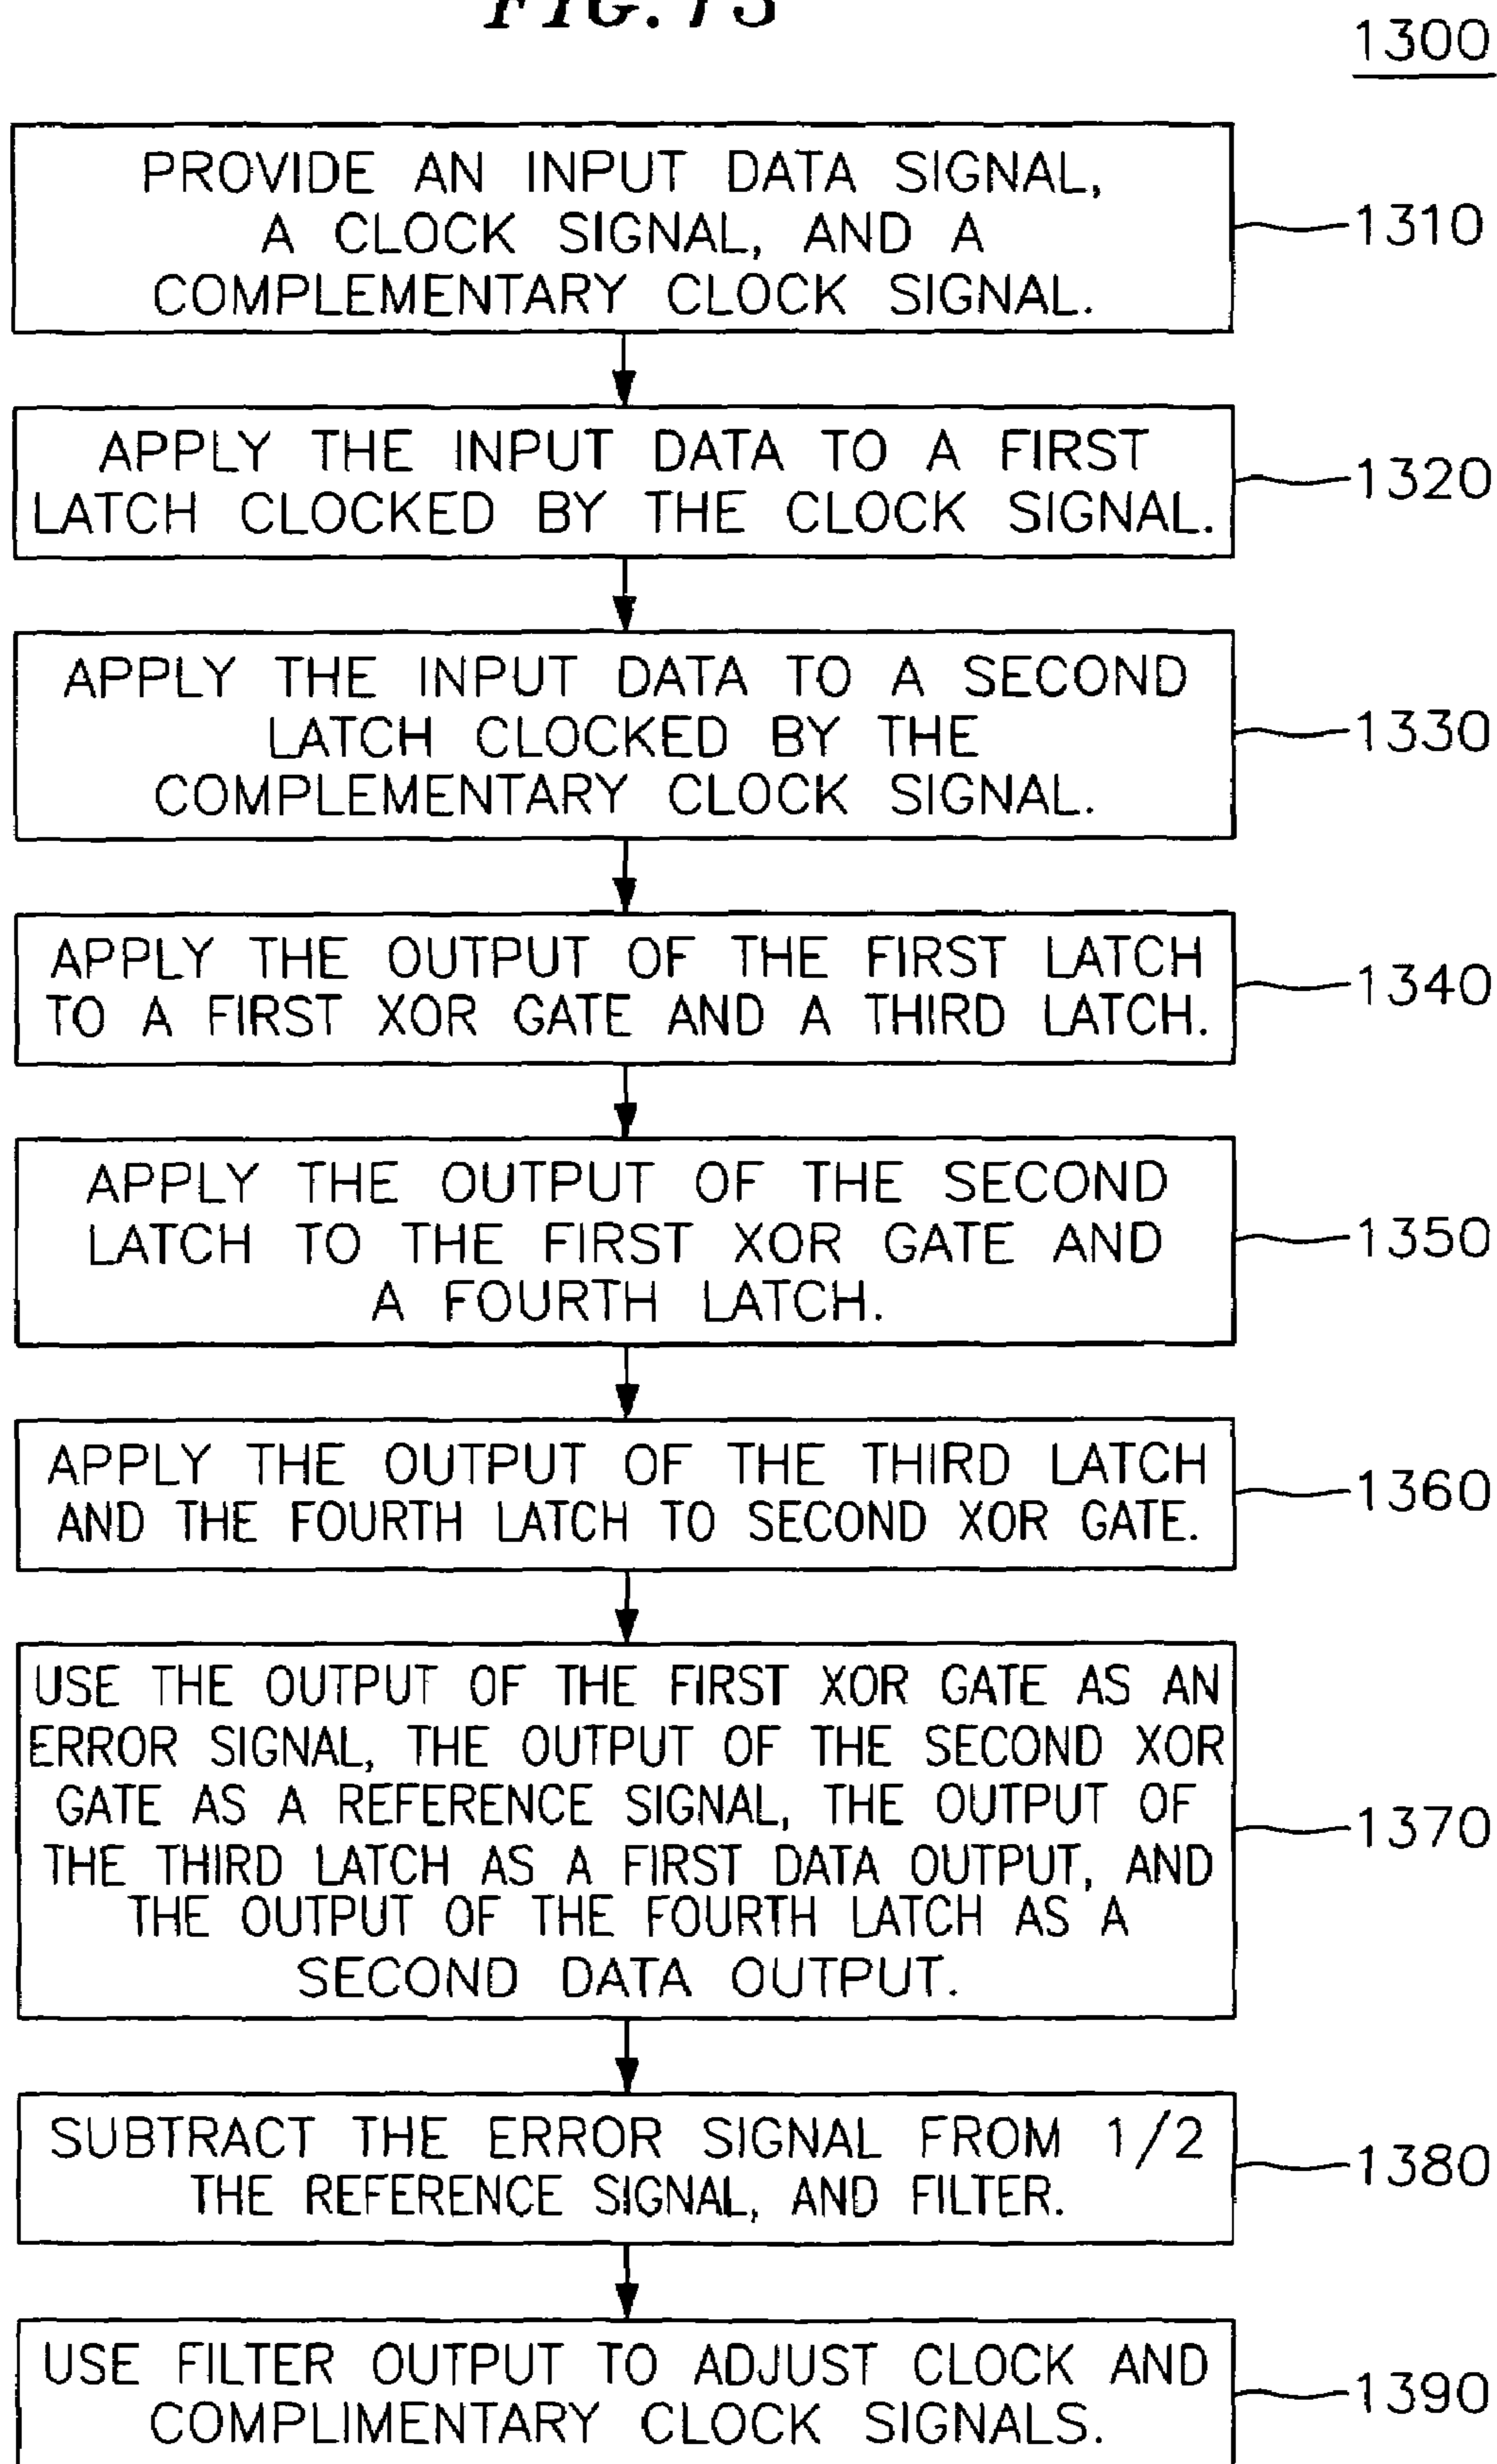 FIG. 13
1300
PROVIDE AN INPUT DATA SIGNAL,
A CLOCK SIGNAL, AND A
COMPLEMENTARY CLOCK SIGNAL.
1310
APPLY THE INPUT DATA TO A FIRST
LATCH CLOCKED BY THE CLOCK SIGNAL.
1320
APPLY THE INPUT DATA TO A SECOND
LATCH CLOCKED BY THE
COMPLEMENTARY CLOCK SIGNAL.
1330
APPLY THE OUTPUT OF THE FIRST LATCH
TO A FIRST XOR GATE AND A THIRD LATCH.
1340
APPLY THE OUTPUT OF THE SECOND
LATCH TO THE FIRST XOR GATE AND
A FOURTH LATCH.
1350
APPLY THE OUTPUT OF THE THIRD LATCH
AND THE FOURTH LATCH TO SECOND XOR GATE.
1360
USE THE OUTPUT OF THE FIRST XOR GATE AS AN
ERROR SIGNAL, THE OUTPUT OF THE SECOND XOR
GATE AS A REFERENCE SIGNAL, THE OUTPUT OF
THE THIRD LATCH AS A FIRST DATA OUTPUT, AND
THE OUTPUT OF THE FOURTH LATCH AS A
SECOND DATA OUTPUT.
1370
SUBTRACT THE ERROR SIGNAL FROM 1/2
THE REFERENCE SIGNAL, AND FILTER.
1380
USE FILTER OUTPUT TO ADJUST CLOCK AND
COMPLIMENTARY CLOCK SIGNALS.
1390